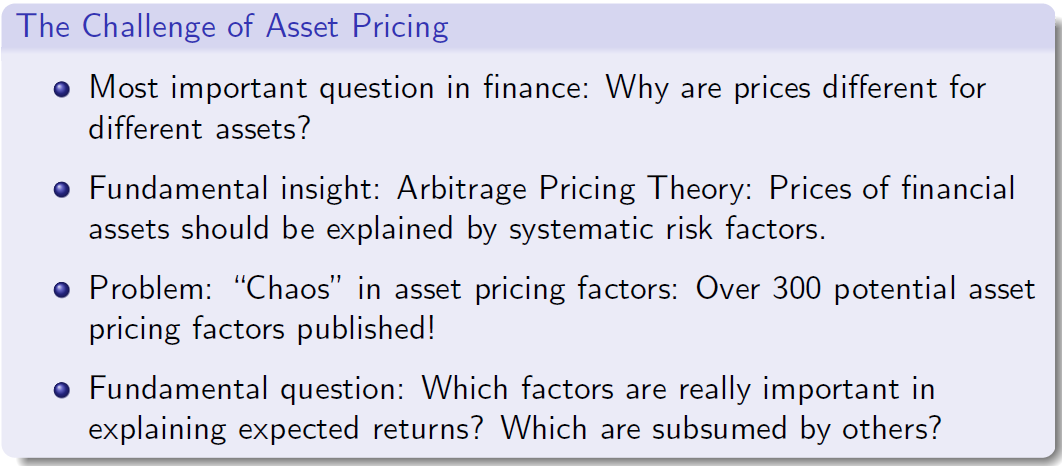 The Challenge of Asset Pricing
Most important question in finance: Why are prices different for
different assets?
Fundamental insight: Arbitrage Pricing Theory: Prices of financial
assets should be explained by systematic risk factors.
Problem: “Chaos” in asset pricing factors: Over 300 potential asset
pricing factors published!
Fundamental question: Which factors are really important in
explaining expected returns? Which are subsumed by others?